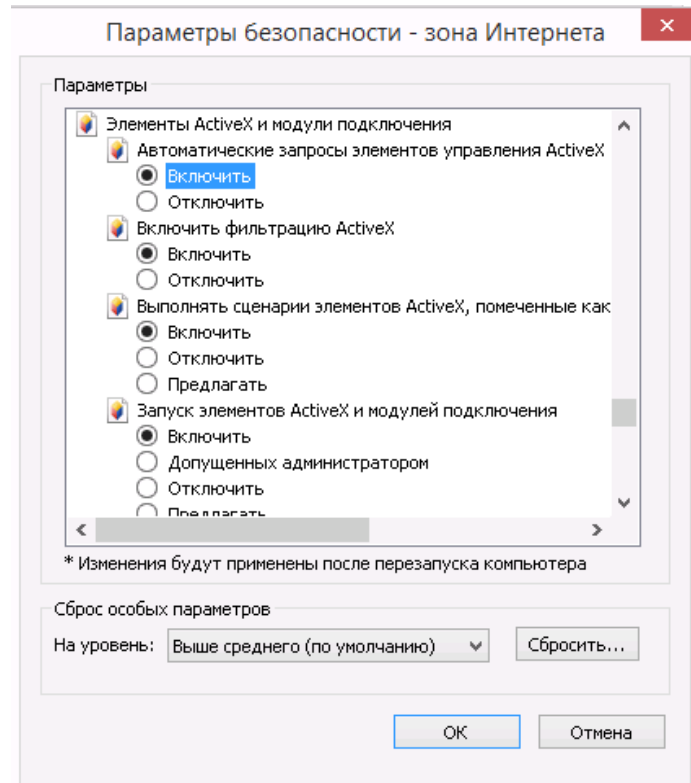 Параметры безопасности - зона Интернета
Параметры
Элементы ActiveX и модули подключения
Автоматические запросы элементов управления ActiveX
Включить
Отключить
Включить фильтрацию ActiveX
Включить
Отключить
Выполнять сценарии элементов ActiveX, помеченные как
Включить
Отключить
Предлагать
Запуск элементов ActiveX и модулей подключения
Включить
Допущенных администратором
Отключить
Предлагать
* Изменения будут применены после перезапуска компьютера
Сброс особых параметров
На уровень: Выше среднего (по умолчанию) Сбросить...
ОК Отмена